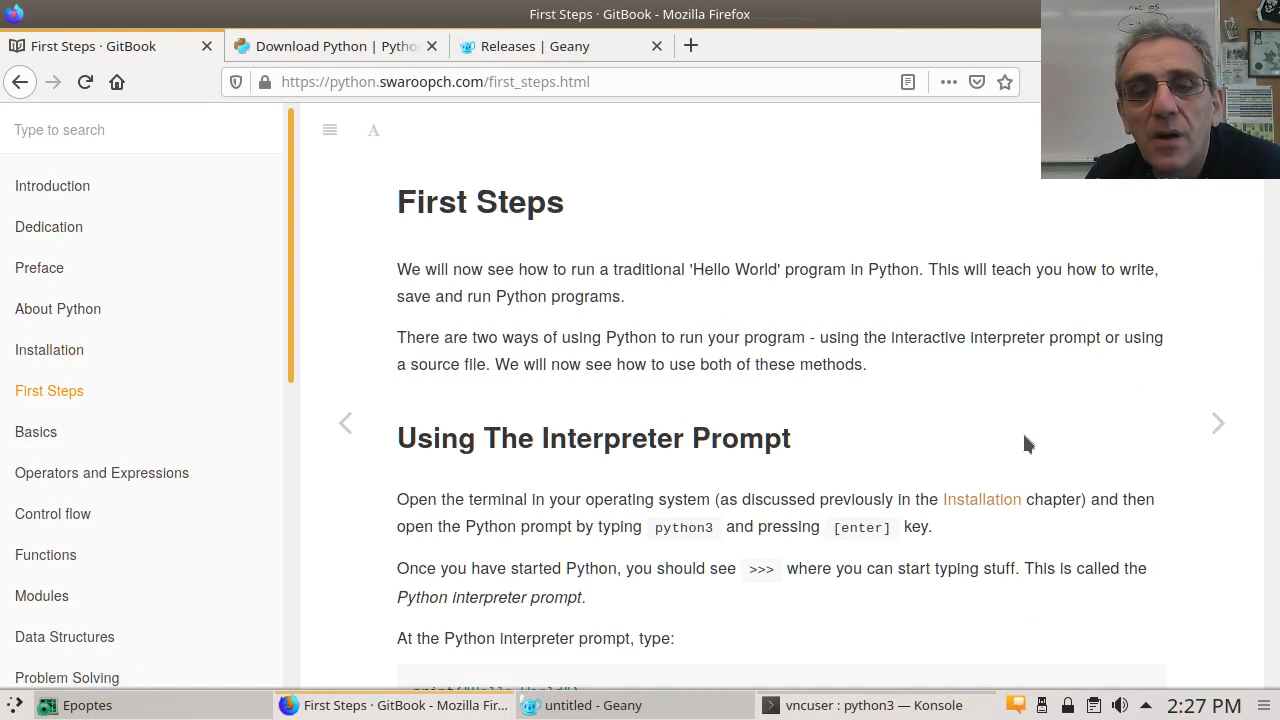 First Steps · GitBook - Mozilla Firefox
First Steps · GitBook
Download Python | Pytho
Releases | Geany
https://python.swaroopch.com/first_steps.html
MAC OS
Type to search
A
Introduction
Dedication
Preface
About Python
Installation
First Steps
Basics
Operators and Expressions
Control flow
Functions
Modules
Data Structures
Problem Solving
First Steps
We will now see how to run a traditional 'Hello World' program in Python. This will teach you how to write,
save and run Python programs.
There are two ways of using Python to run your program - using the interactive interpreter prompt or using
a source file. We will now see how to use both of these methods.
Using The Interpreter Prompt
Open the terminal in your operating system (as discussed previously in the Installation chapter) and then
open the Python prompt by typing python3 and pressing [enter] key.
Once you have started Python, you should see >>> where you can start typing stuff. This is called the
Python interpreter prompt.
At the Python interpreter prompt, type:
print("Hello World")
Epoptes
First Steps · GitBook - Mozilla Fir...
untitled - Geany
vncuser : python3 — Konsole
2:27 PM